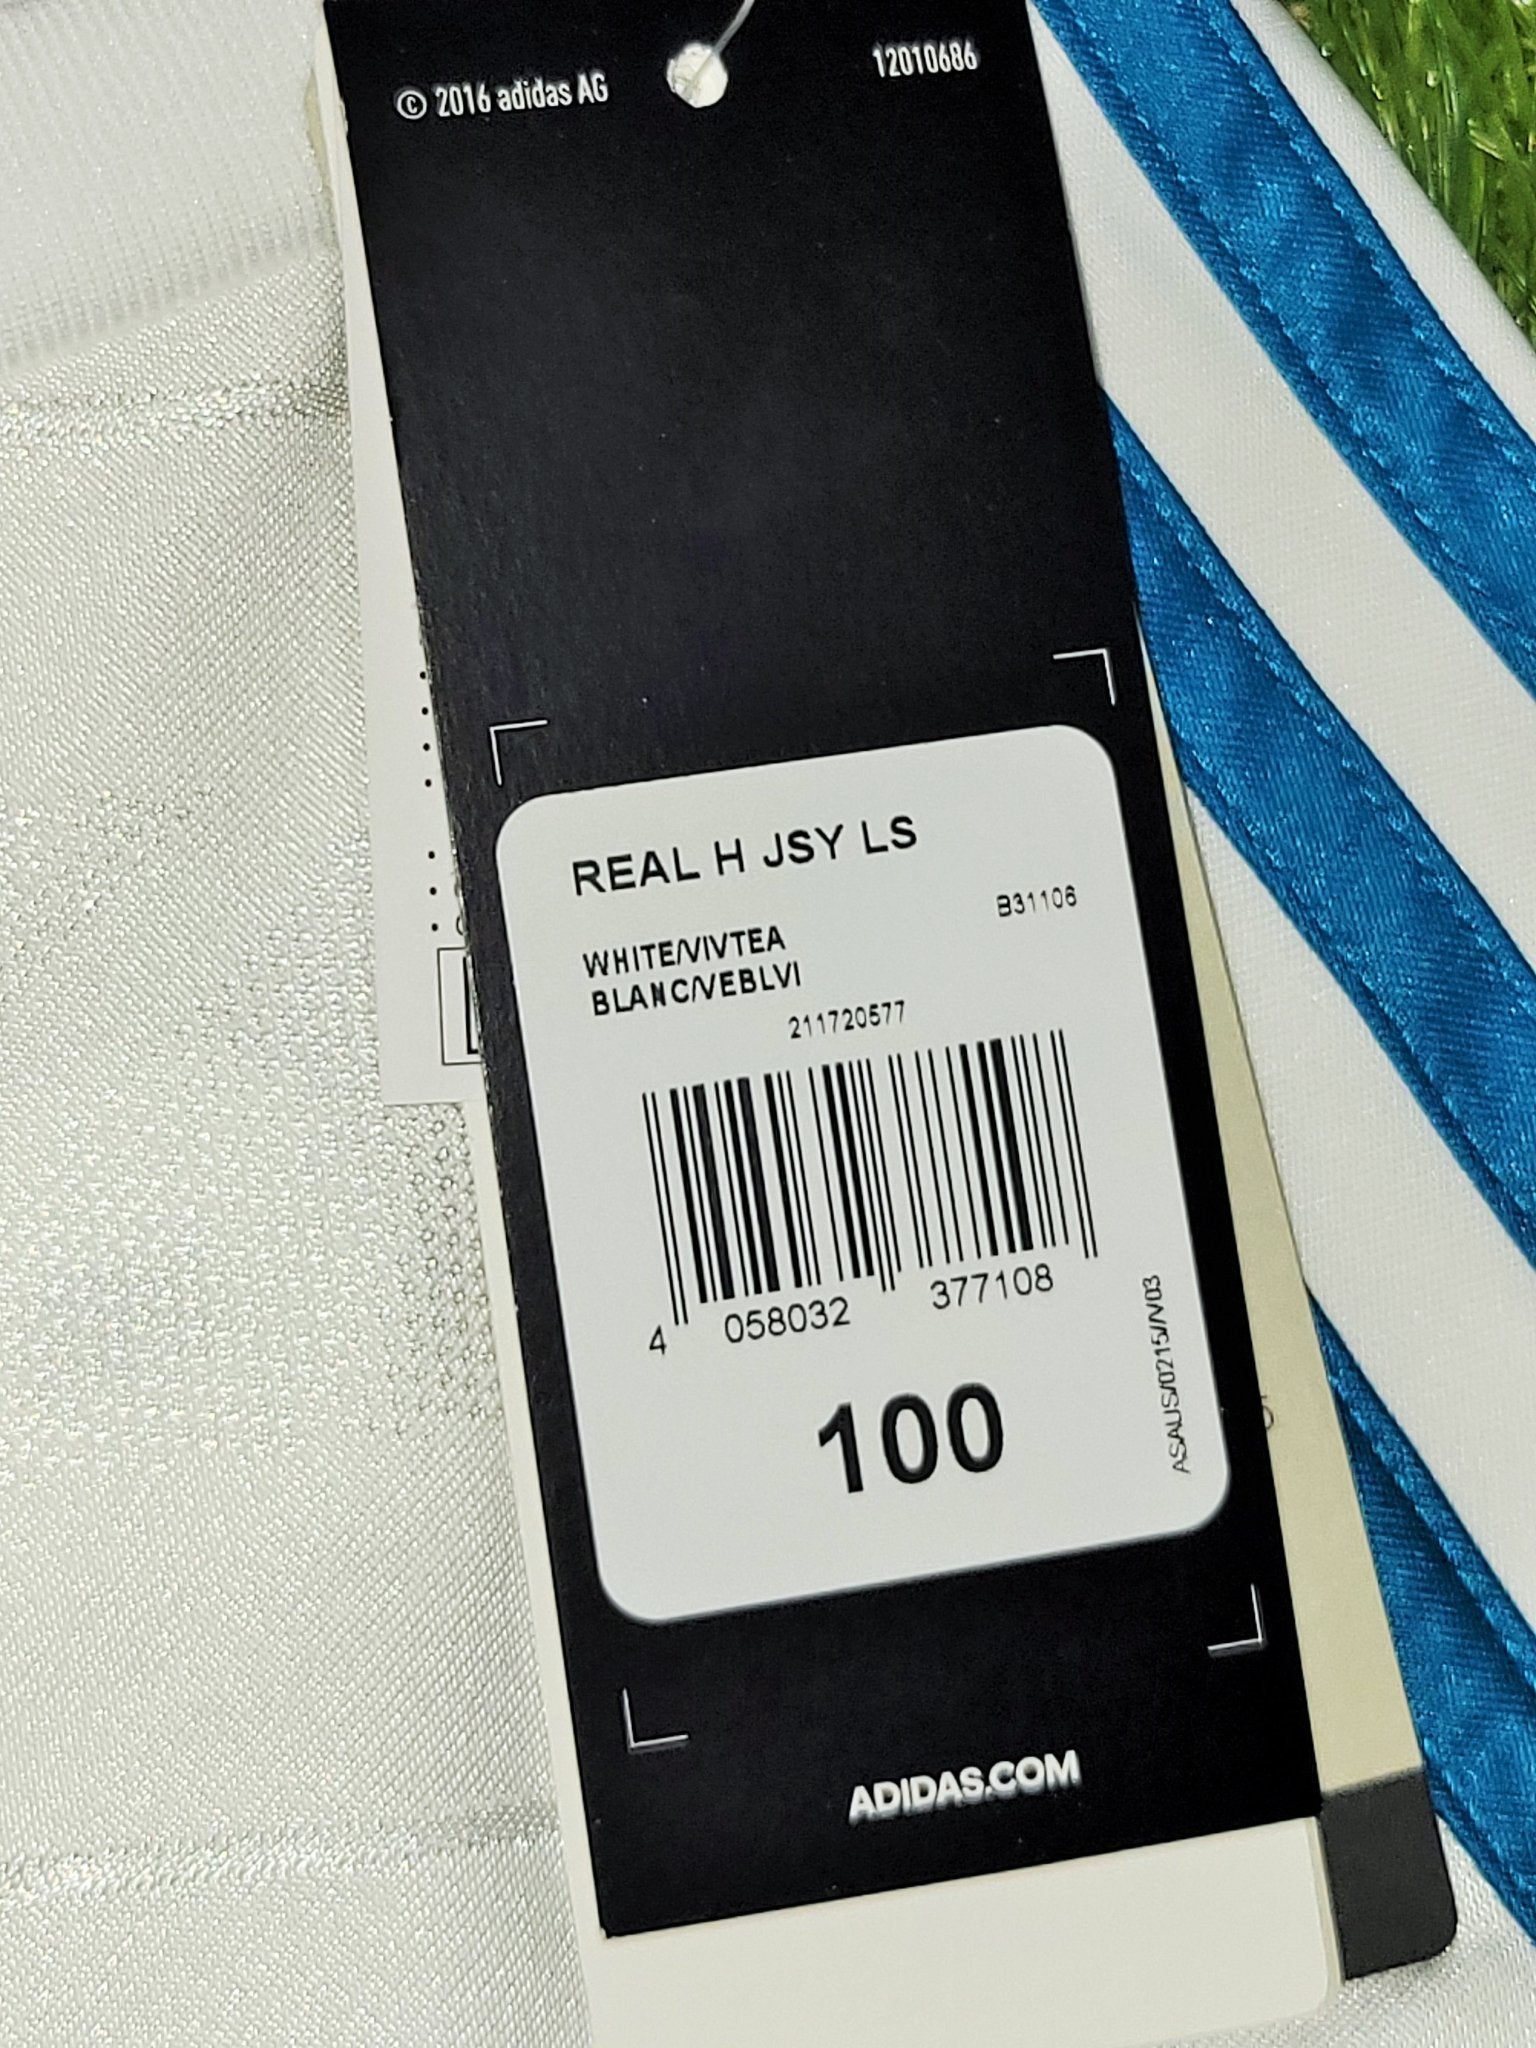 © 2016 adidas AG
12010686
REAL H JSY LS
B31106
WHITE/VIVTEA
BLANC/VEBLVI
211720577
4 058032 377108
100
ASAUS/0215//V03
ADIDAS.COM